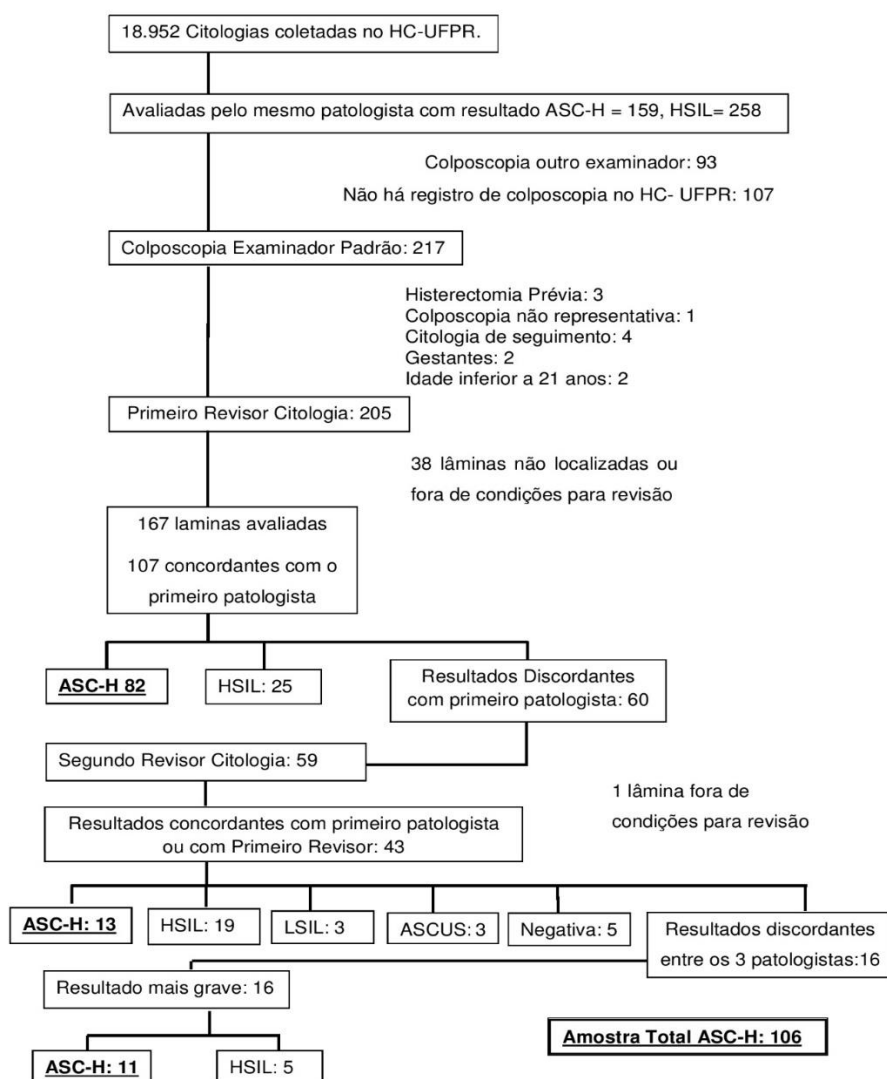 18.952 Citologias coletadas no HC-UFPR.
Avaliadas pelo mesmo patologista com resultado ASC-H = 159, HSIL= 258
Colposcopia outro examinador: 93
Não há registro de colposcopia no HC- UFPR: 107
Colposcopia Examinador Padrão: 217
Histerectomia Prévia: 3
Colposcopia não representativa: 1
Citologia de seguimento: 4
Gestantes: 2
Idade inferior a 21 anos: 2
Primeiro Revisor Citologia: 205
38 lâminas não localizadas ou
fora de condições para revisão
167 laminas avaliadas
107 concordantes com o
primeiro patologista
ASC-H 82
HSIL: 25
Resultados Discordantes
com primeiro patologista: 60
Segundo Revisor Citologia: 59
1 lâmina fora de
condições para revisão
Resultados concordantes com primeiro patologista
ou com Primeiro Revisor: 43
ASC-H: 13
HSIL: 19
LSIL: 3
ASCUS: 3
Negativa: 5
Resultados discordantes
entre os 3 patologistas:16
Resultado mais grave: 16
ASC-H: 11
HSIL: 5
Amostra Total ASC-H: 106